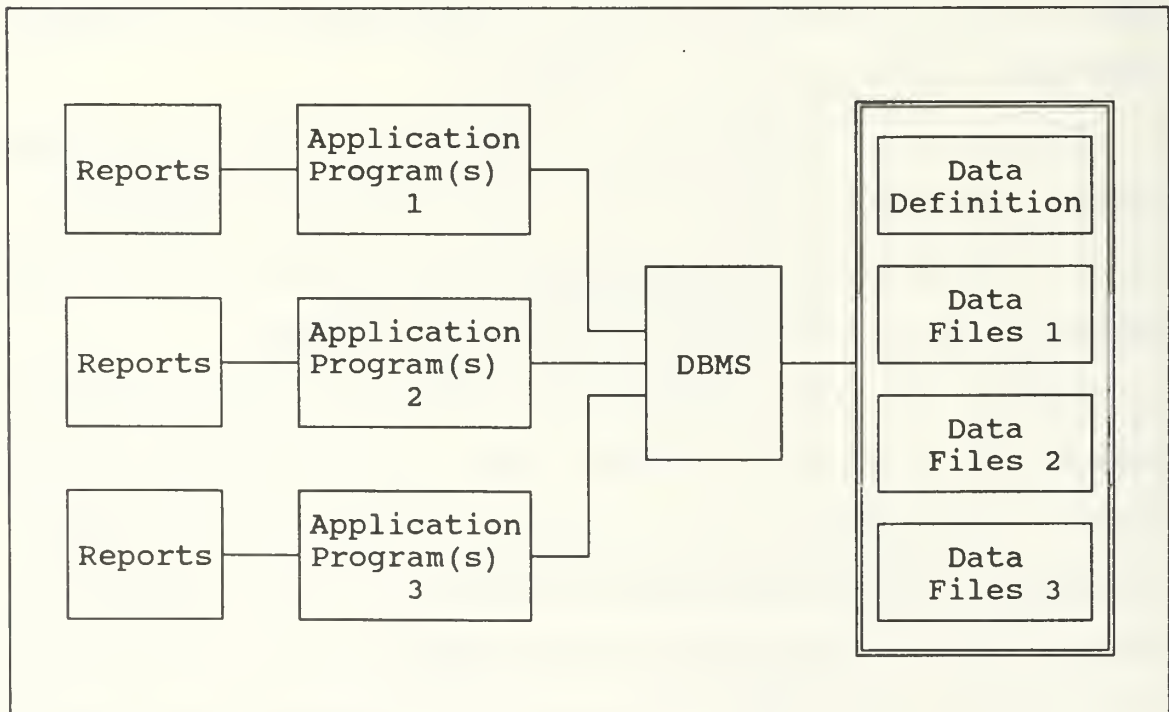 Reports
Application
Program(s)
1
Reports
Application
Program(s)
2
Reports
Application
Program(s)
3
DBMS
Data
Definition
Data
Files 1
Data
Files 2
Data
Files 3